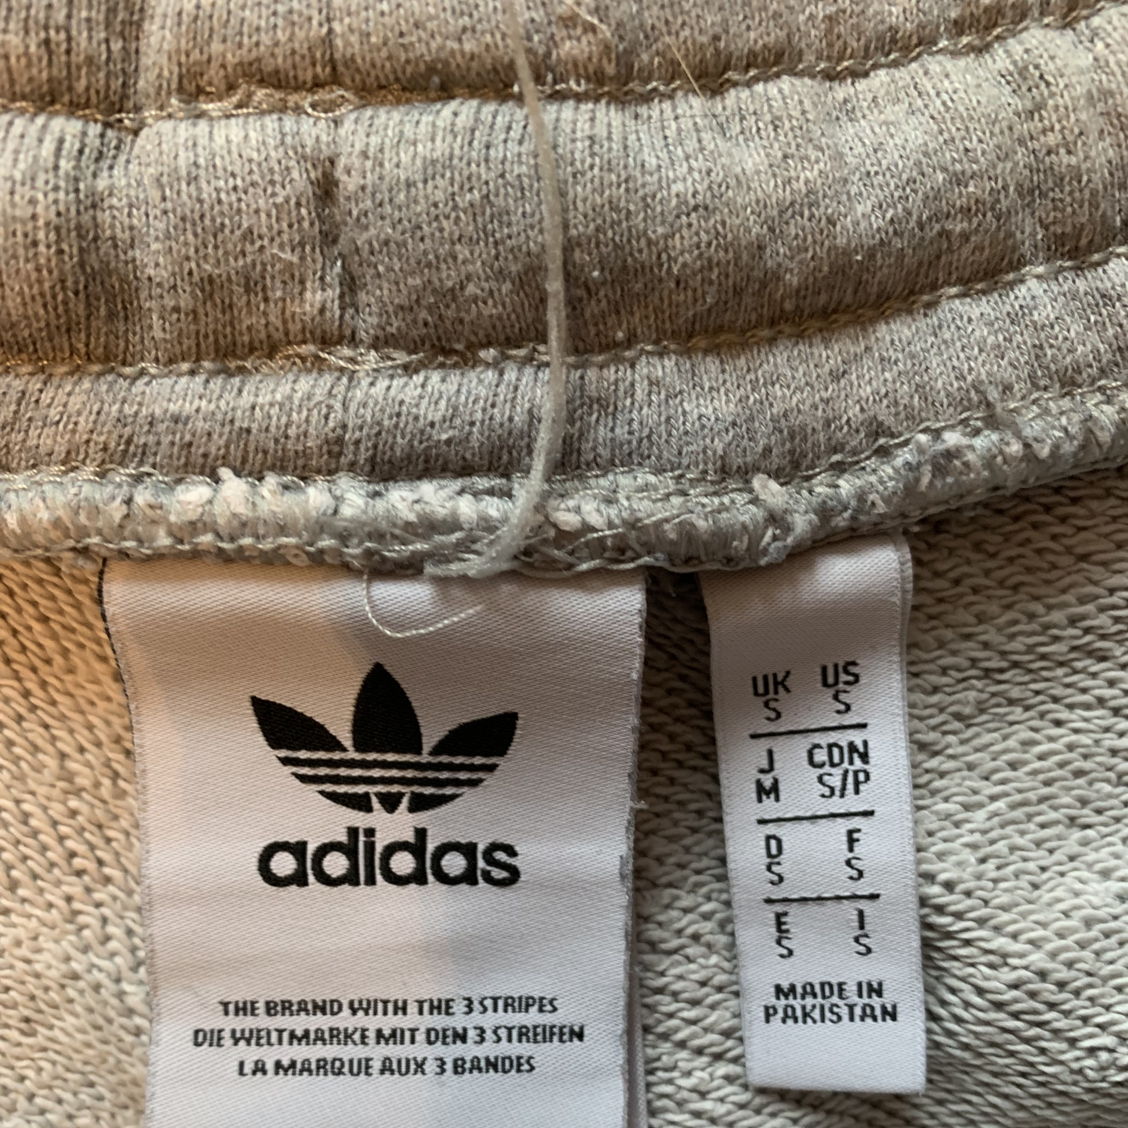 adidas
THE BRAND WITH THE 3 STRIPES
DIE WELTMARKE MIT DEN 3 STREIFEN
LA MARQUE AUX 3 BANDES
UK US
S S
J CDN
M S/P
D F
S S
E I
S S
MADE IN
PAKISTAN